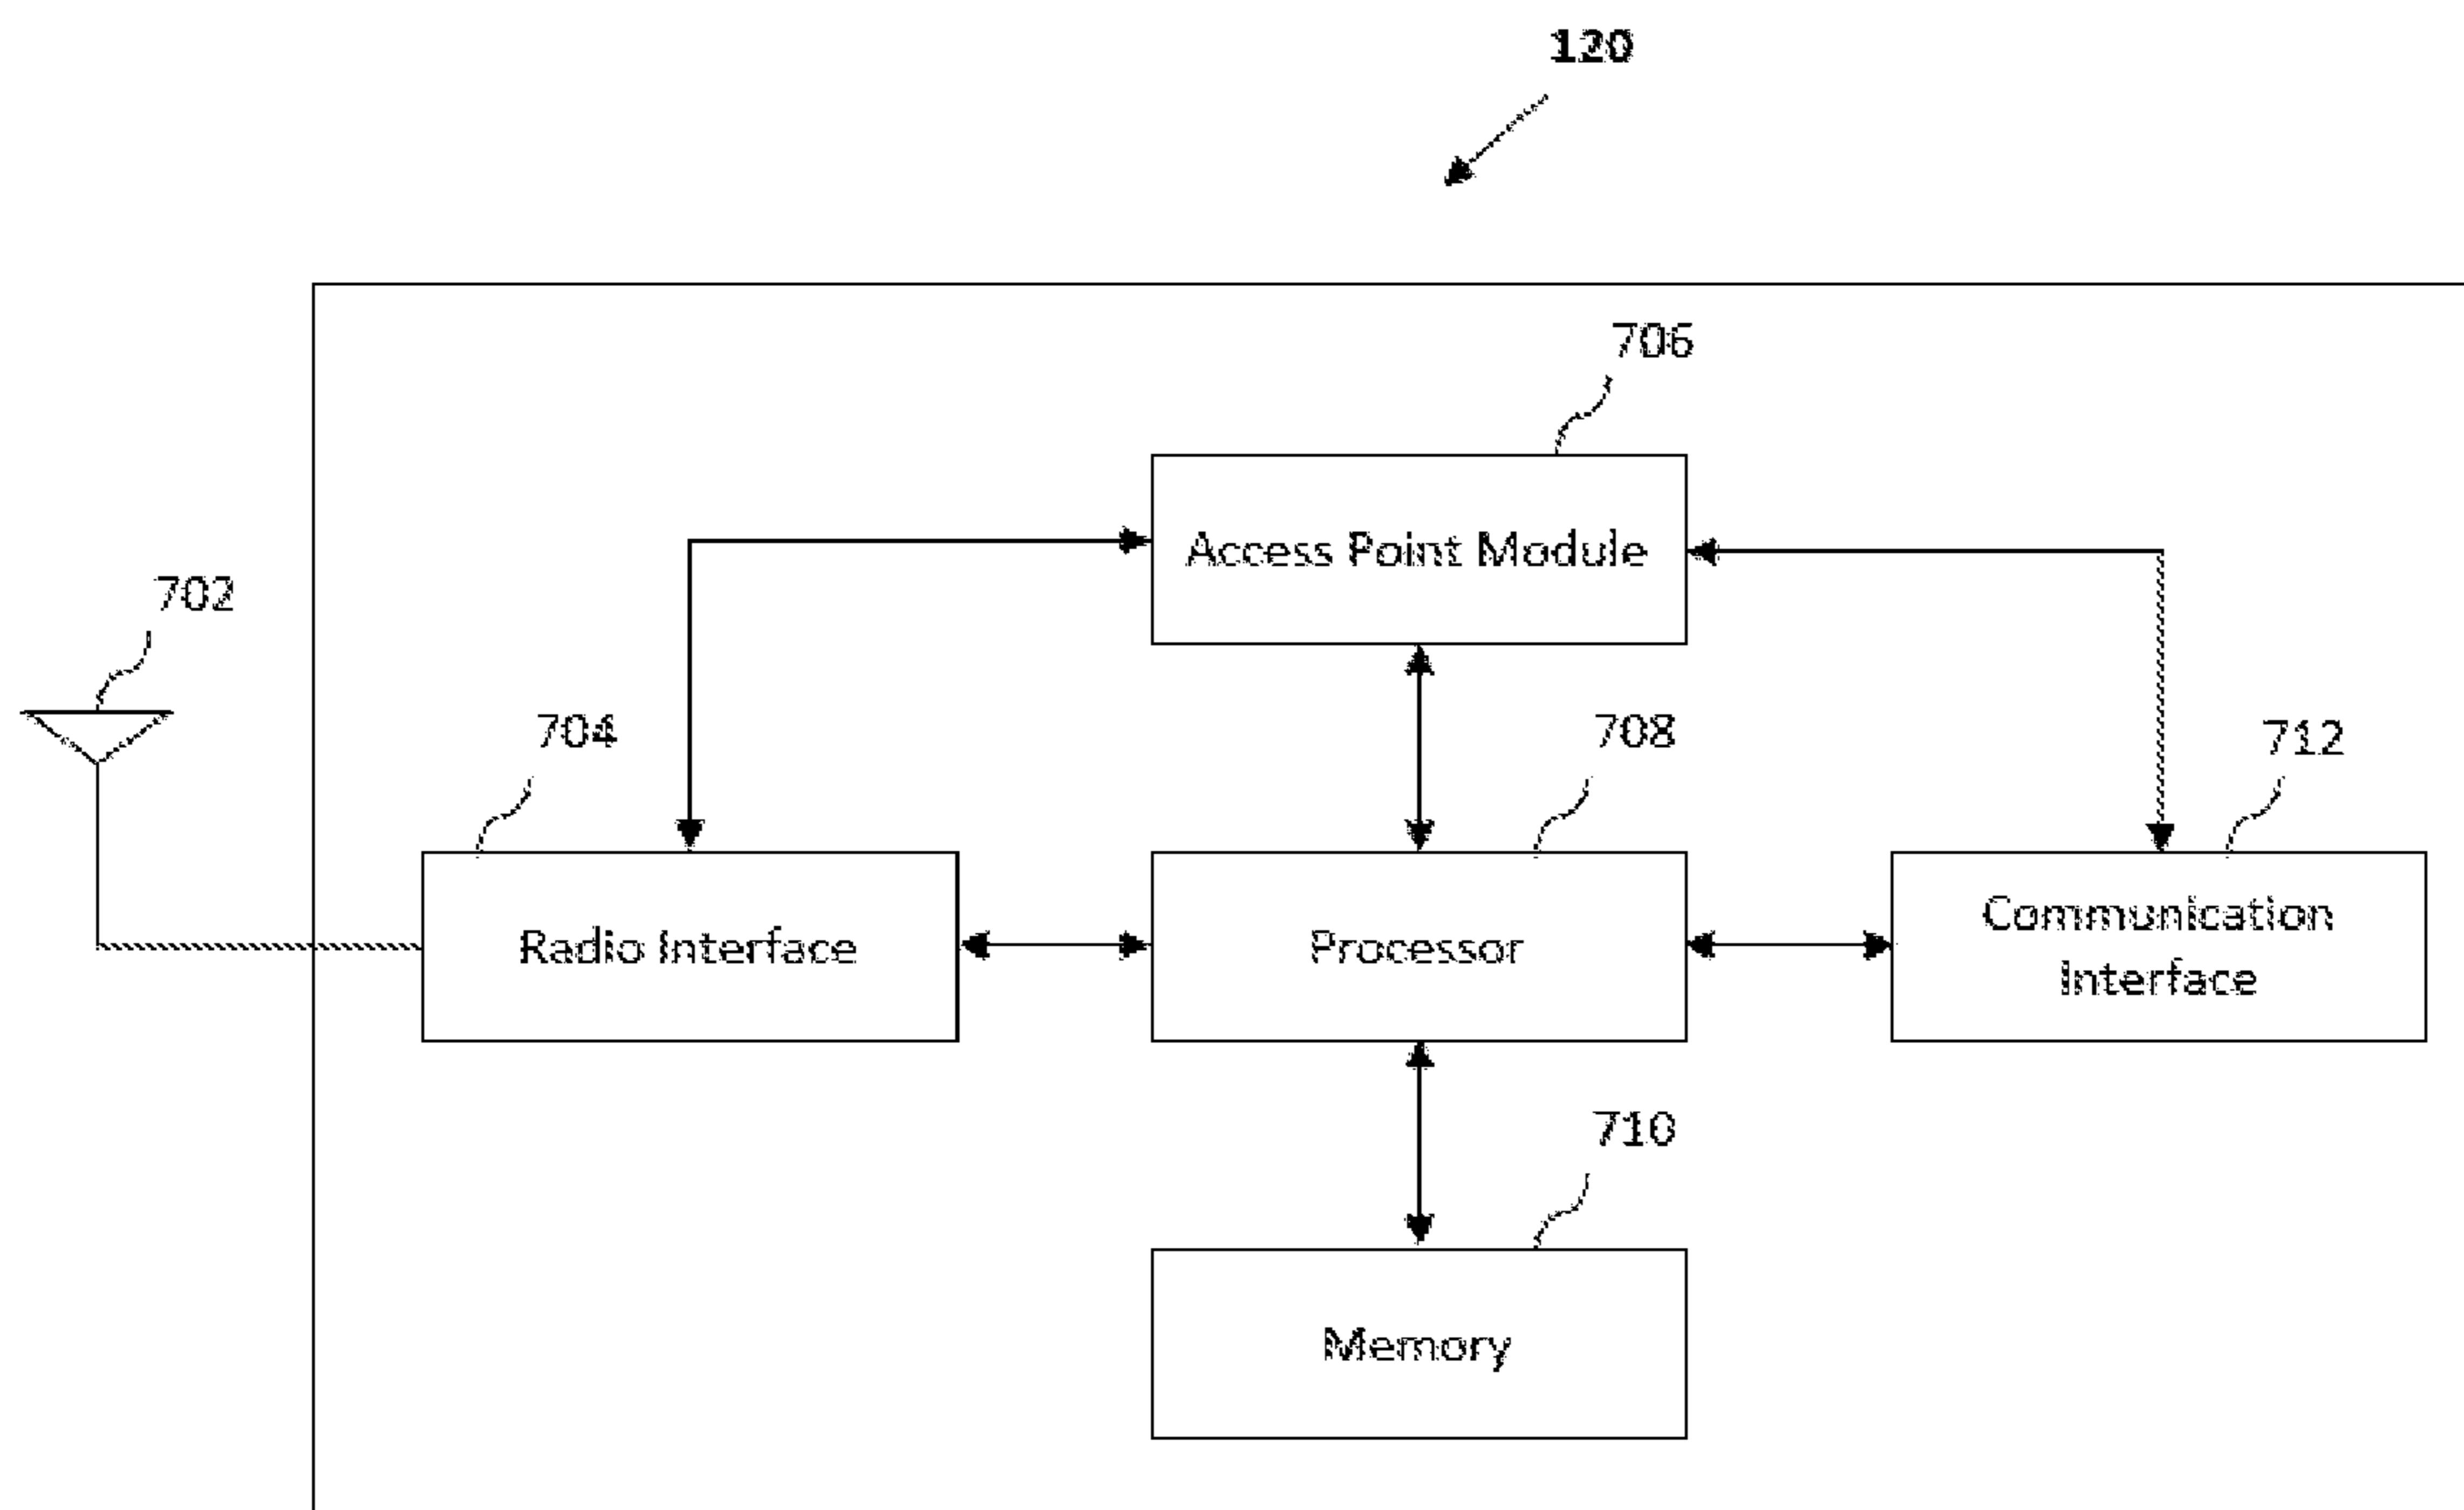 120
706
Access Point Module
702
704
708
712
Radio Interface
Processor
Communication
Interface
710
Memory